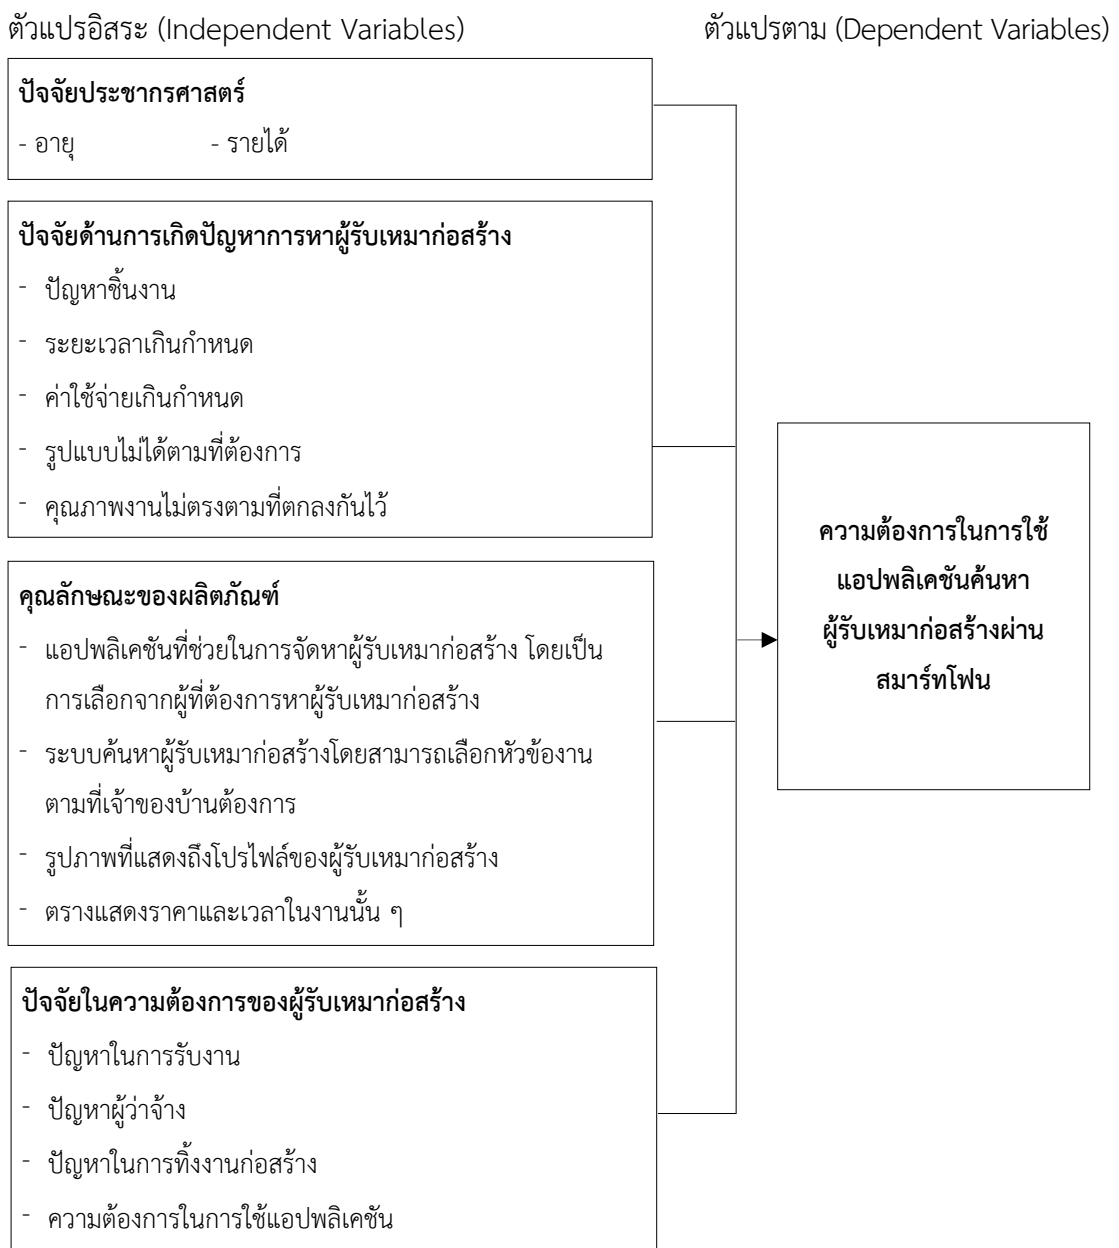 ตัวแปรอิสระ (Independent Variables)
ตัวแปรตาม (Dependent Variables)
ปัจจัยประชากรศาสตร์
- อายุ - รายได้
ปัจจัยด้านการเกิดปัญหาการหาผู้รับเหมาก่อสร้าง
- ปัญหาชิ้นงาน
- ระยะเวลาเกินกำหนด
- ค่าใช้จ่ายเกินกำหนด
- รูปแบบไม่ได้ตามที่ต้องการ
- คุณภาพงานไม่ตรงตามที่ตกลงกันไว้
คุณลักษณะของผลิตภัณฑ์
- แอปพลิเคชันที่ช่วยในการจัดหาผู้รับเหมาก่อสร้าง โดยเป็น
การเลือกจากผู้ที่ต้องการหาผู้รับเหมาก่อสร้าง
- ระบบค้นหาผู้รับเหมาก่อสร้างโดยสามารถเลือกหัวข้องาน
ตามที่เจ้าของบ้านต้องการ
- รูปภาพที่แสดงถึงโปรไฟล์ของผู้รับเหมาก่อสร้าง
- ตรางแสดงราคาและเวลาในงานนั้น ๆ
ปัจจัยในความต้องการของผู้รับเหมาก่อสร้าง
- ปัญหาในการรับงาน
- ปัญหาผู้ว่าจ้าง
- ปัญหาในการทิ้งงานก่อสร้าง
- ความต้องการในการใช้แอปพลิเคชัน
ความต้องการในการใช้
แอปพลิเคชันค้นหา
ผู้รับเหมาก่อสร้างผ่าน
สมาร์ทโฟน